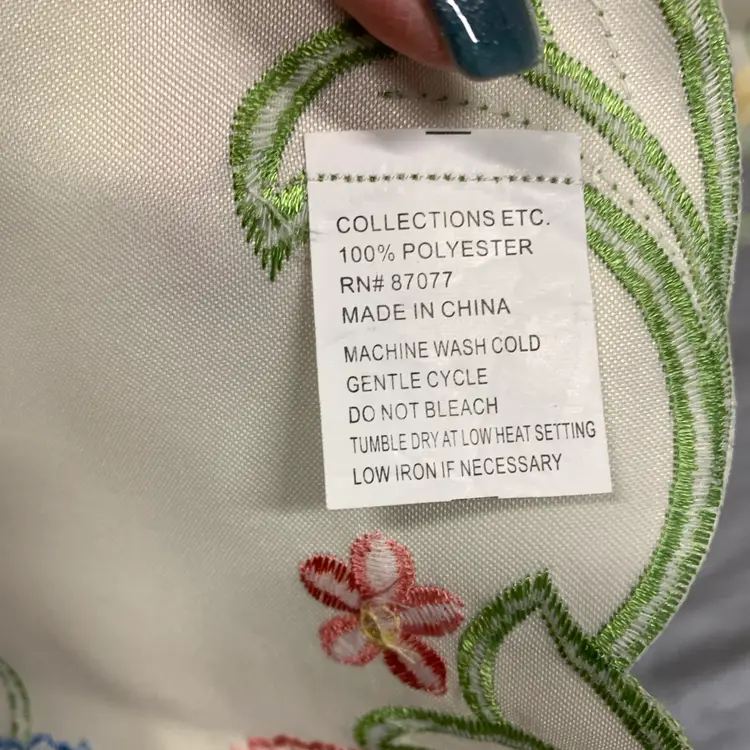 COLLECTIONS ETC.
100% POLYESTER
RN# 87077
MADE IN CHINA
MACHINE WASH COLD
GENTLE CYCLE
DO NOT BLEACH
TUMBLE DRY AT LOW HEAT SETTING
LOW IRON IF NECESSARY